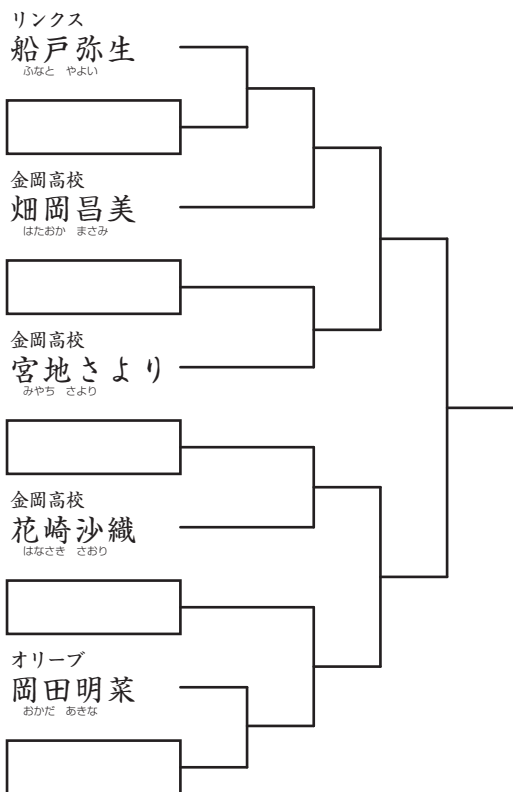 リンクス
船戸弥生
ふなと やよい
金岡高校
畑岡昌美
はたおか まさみ
金岡高校
宮地さより
みやち さより
金岡高校
花崎沙織
はなさき さおり
オリーブ
岡田明菜
おかだ あきな